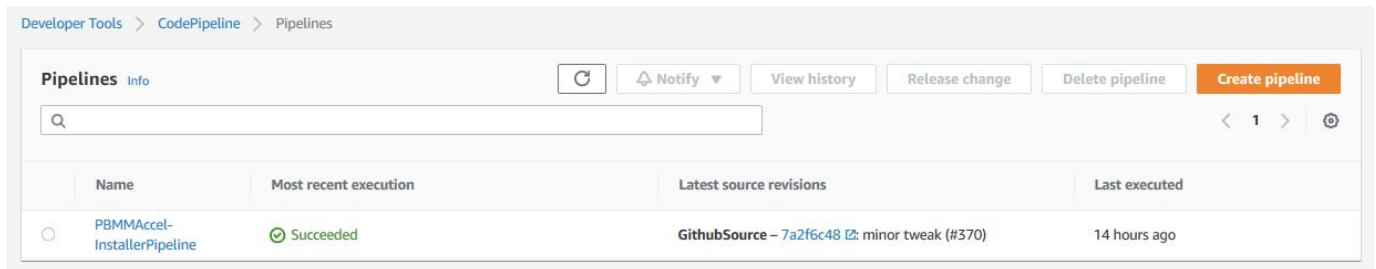 Developer Tools > CodePipeline > Pipelines
Pipelines Info
Notify ▼ View history Release change Delete pipeline Create pipeline
< 1 >
Name Most recent execution Latest source revisions Last executed
PBMMAccel-
InstallerPipeline
Succeeded
GithubSource – 7a2f6c48: minor tweak (#370)
14 hours ago